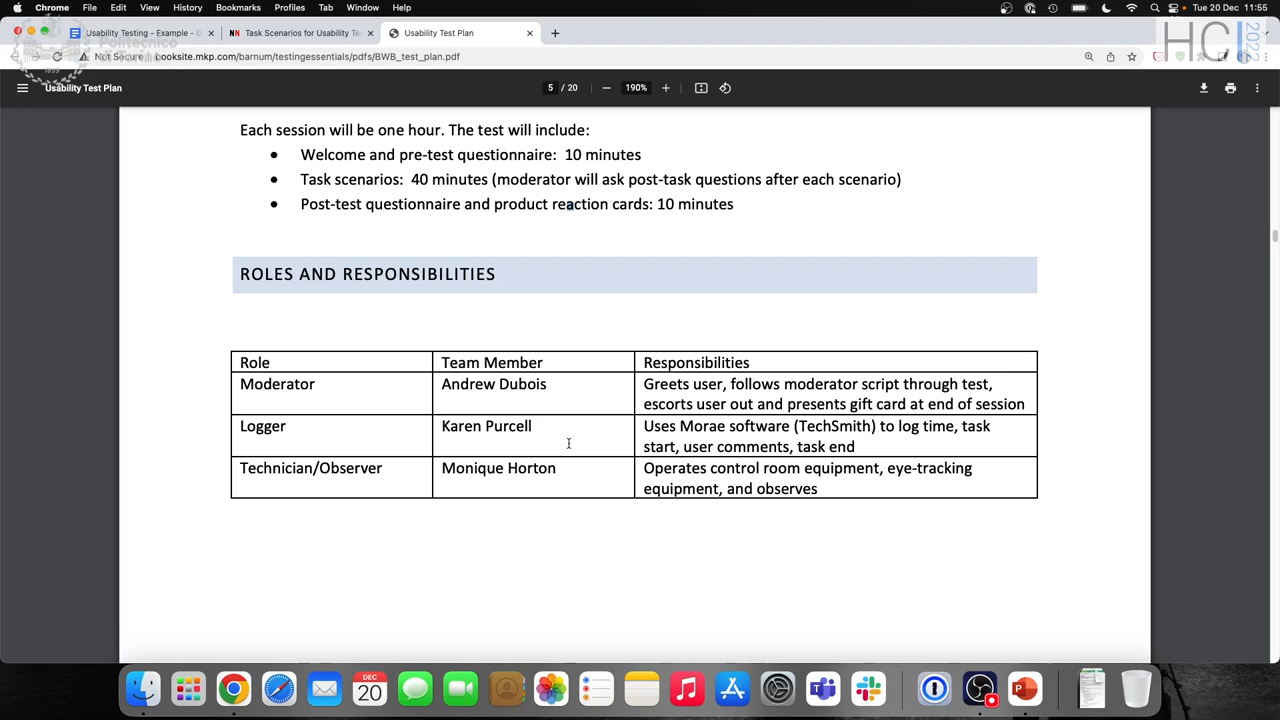 Chrome File Edit View History Bookmarks Profiles Tab Window Help Tue 20 Dec 11:55
Usability Testing - Example - G Task Scenarios for Usability Te Usability Test Plan
Not Secure booksite.mkp.com/barnum/testingessentials/pdfs/BWB_test_plan.pdf
Politecnico
1859
HCI 2022
Usability Test Plan 5 / 20 190%
Each session will be one hour. The test will include:
• Welcome and pre-test questionnaire: 10 minutes
• Task scenarios: 40 minutes (moderator will ask post-task questions after each scenario)
• Post-test questionnaire and product reaction cards: 10 minutes
ROLES AND RESPONSIBILITIES
Role Team Member Responsibilities
Moderator Andrew Dubois Greets user, follows moderator script through test,
escorts user out and presents gift card at end of session
Logger Karen Purcell Uses Morae software (TechSmith) to log time, task
start, user comments, task end
Technician/Observer Monique Horton Operates control room equipment, eye-tracking
equipment, and observes
DEC
20